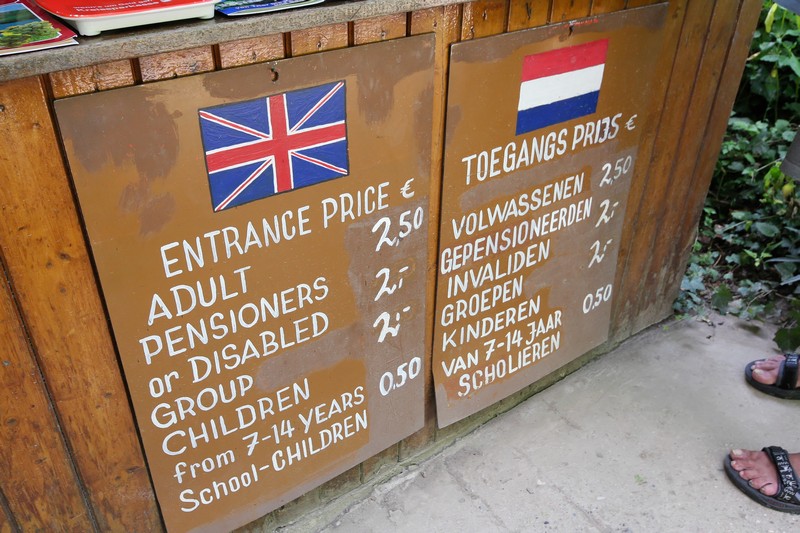 ENTRANCE PRICE €
ADULT 2,50
PENSIONERS
or DISABLED 2,-
GROUP 2,-
CHILDREN
from 7-14 YEARS 0,50
School-CHILDREN
TOEGANGS PRIJS €
VOLWASSENEN 2,50
GEPENSIONEERDEN
INVALIDEN 2,-
GROEPEN 2,-
KINDEREN
VAN 7-14 JAAR 0,50
SCHOLIEREN